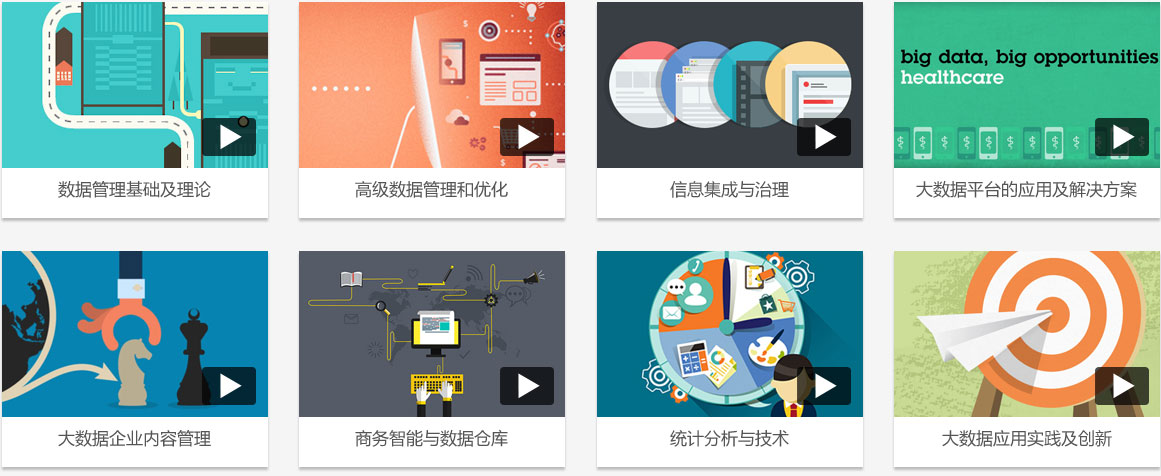 big data, big opportunities
healthcare
数据管理基础及理论
高级数据管理和优化
信息集成与治理
大数据平台的应用及解决方案
大数据企业内容管理
商务智能与数据仓库
统计分析与技术
大数据应用实践及创新